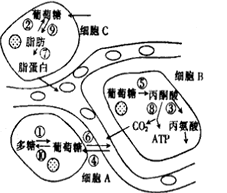 葡萄糖
② ⑨
细胞 C
脂肪
⑦
脂蛋白
细胞 B
⑤
葡萄糖 丙酮酸
⑧ ③
CO₂
ATP
丙氨酸
① ⑥
多糖 葡萄糖
⑩ ④
细胞 A